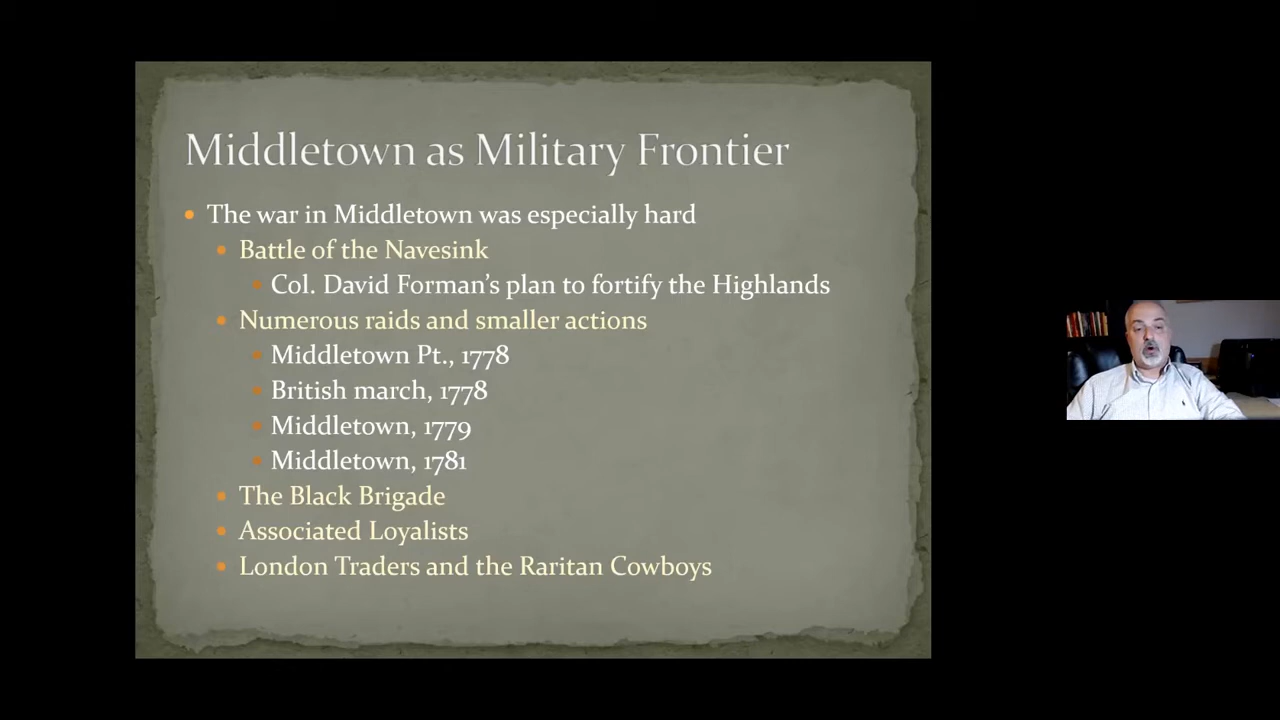 Middletown as Military Frontier
The war in Middletown was especially hard
Battle of the Navesink
Col. David Forman’s plan to fortify the Highlands
Numerous raids and smaller actions
Middletown Pt., 1778
British march, 1778
Middletown, 1779
Middletown, 1781
The Black Brigade
Associated Loyalists
London Traders and the Raritan Cowboys